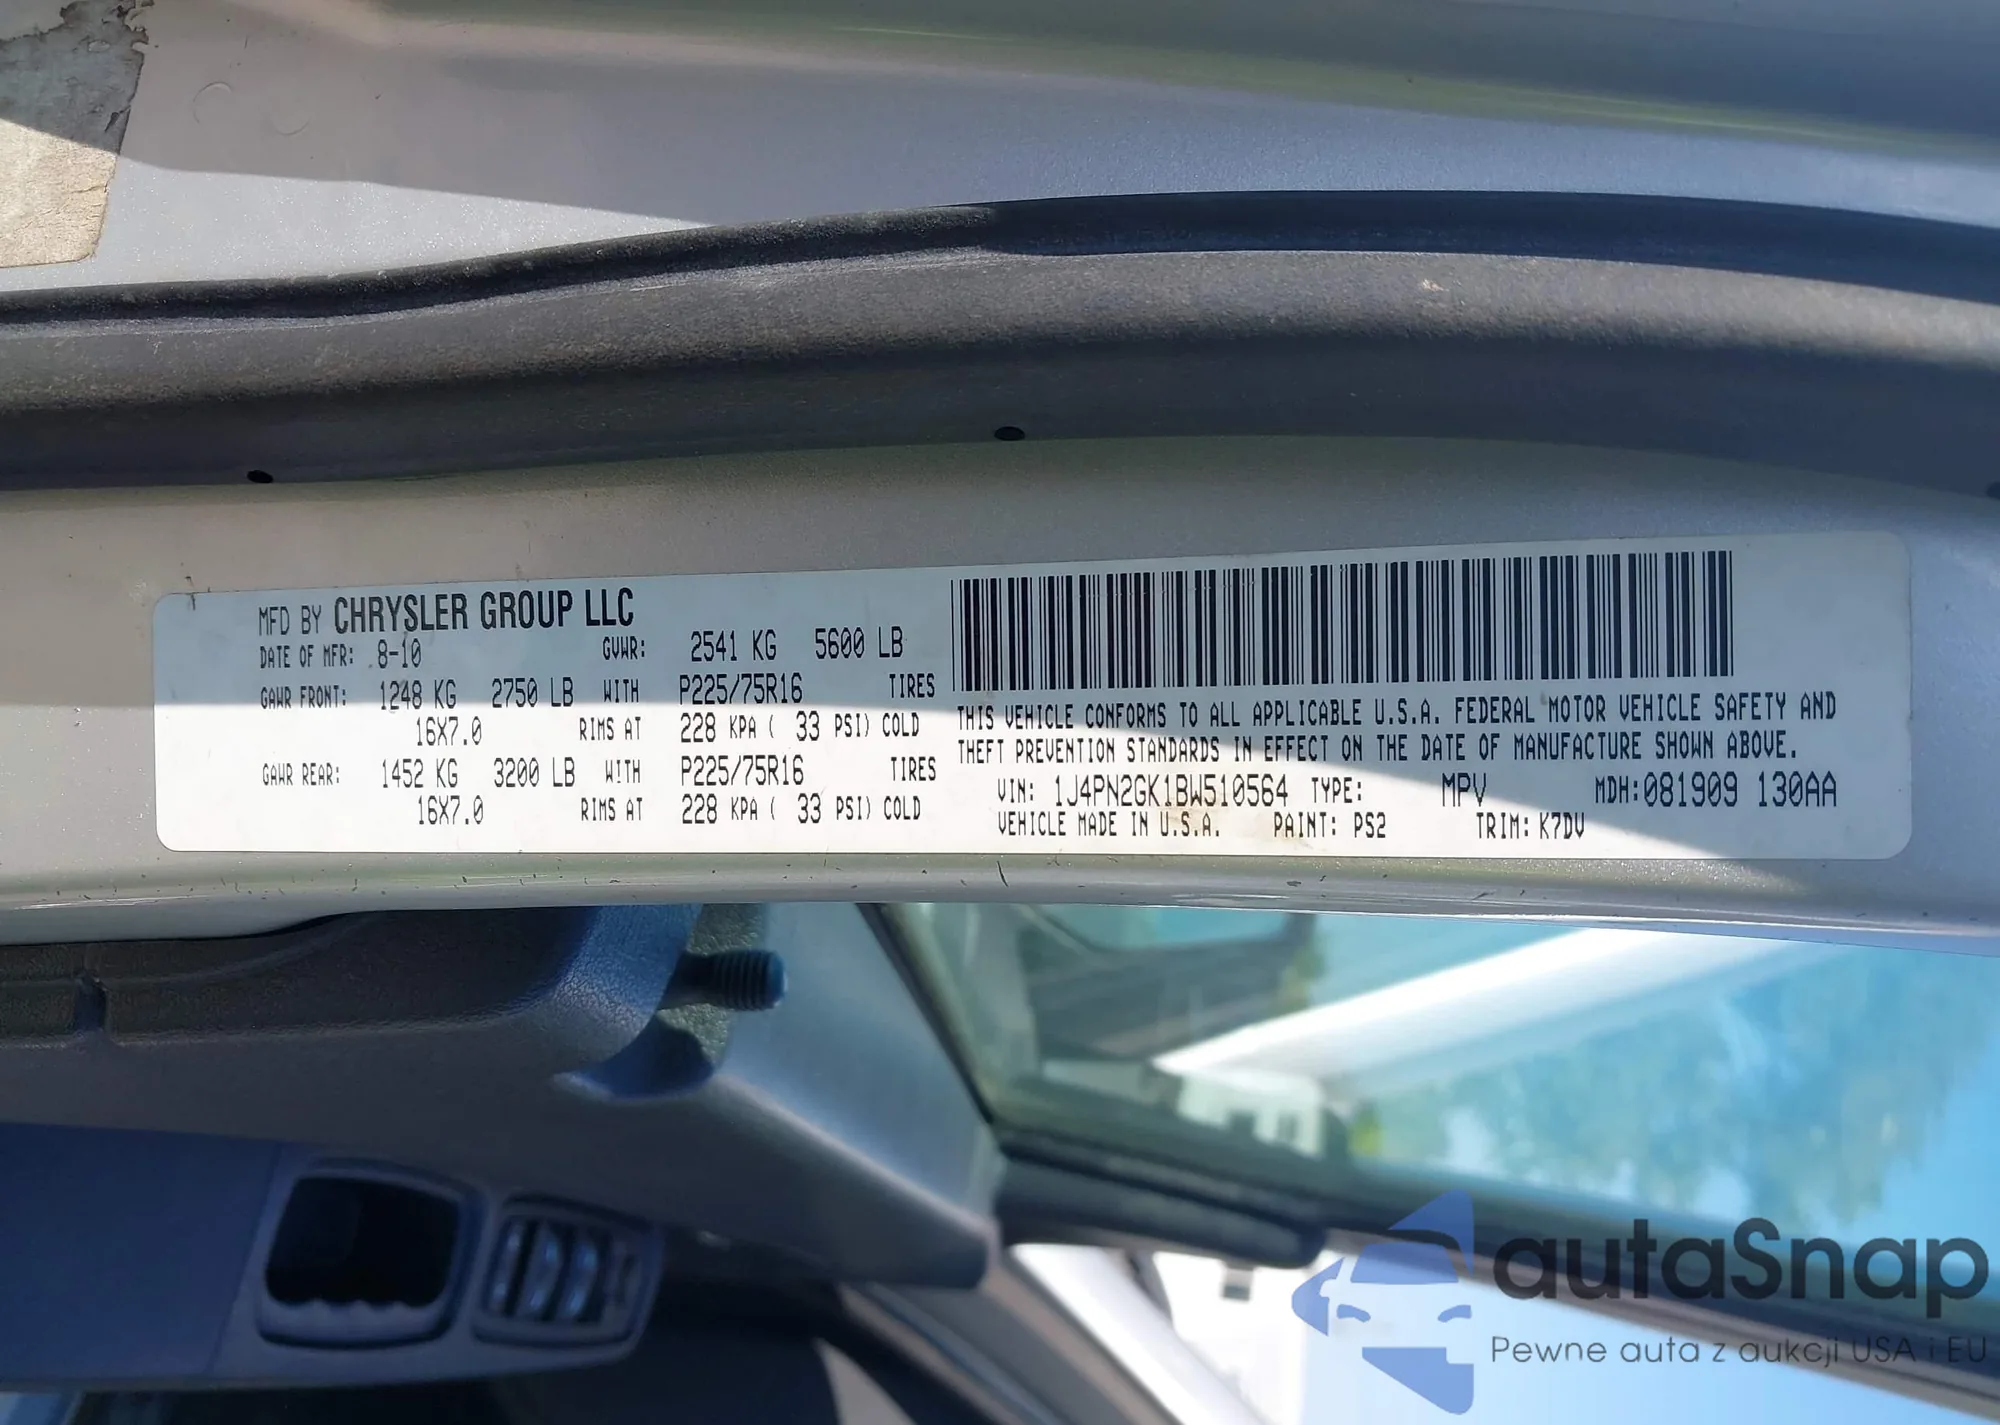 MFD BY CHRYSLER GROUP LLC
DATE OF MFR: 8-10 GVWR: 2541 KG 5600 LB
GAWR FRONT: 1248 KG 2750 LB WITH P225/75R16 TIRES
16X7.0 RIMS AT 228 KPA ( 33 PSI) COLD
GAWR REAR: 1452 KG 3200 LB WITH P225/75R16 TIRES
16X7.0 RIMS AT 228 KPA ( 33 PSI) COLD
THIS VEHICLE CONFORMS TO ALL APPLICABLE U.S.A. FEDERAL MOTOR VEHICLE SAFETY AND
THEFT PREVENTION STANDARDS IN EFFECT ON THE DATE OF MANUFACTURE SHOWN ABOVE.
VIN: 1J4PN2GK1BW510564 TYPE: MPV MDH:081909 130AA
VEHICLE MADE IN U.S.A. PAINT: PS2 TRIM: K7DV
autaSnap
Pewne auta z aukcji USA i EU